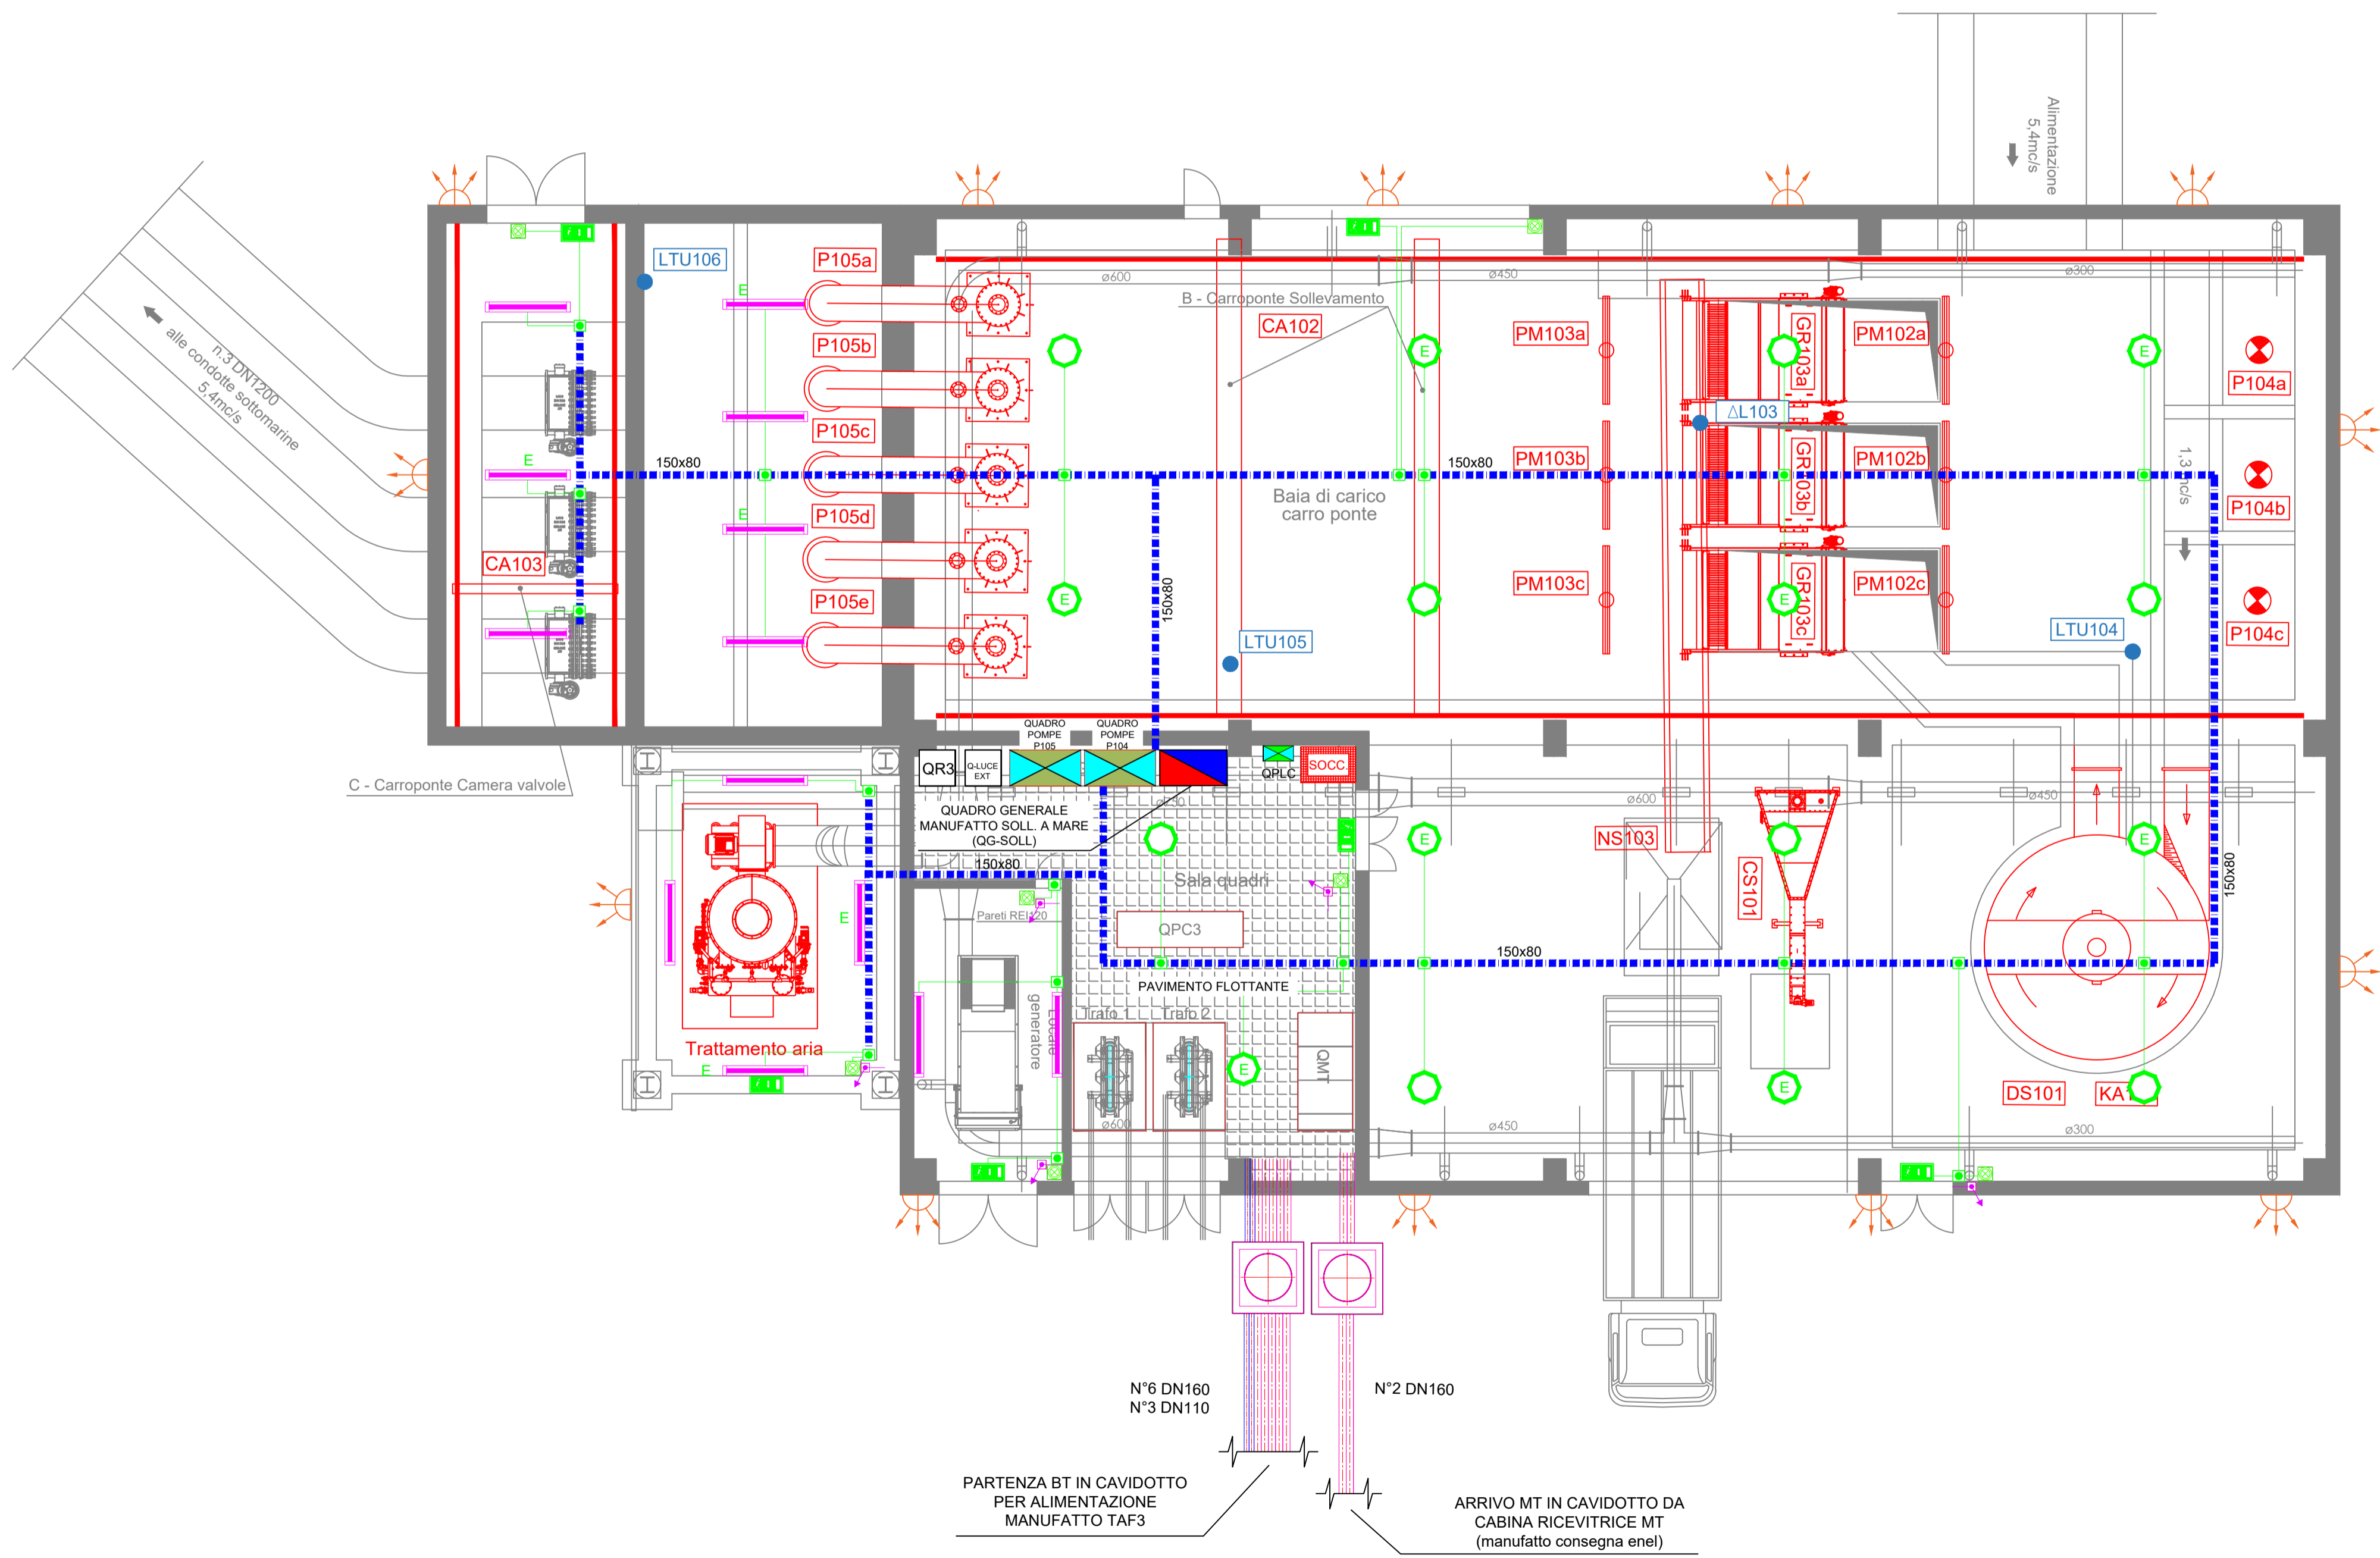 Alimentazione
5,4mc/s
LTU106
P105a
P105b
P105c
P105d
P105e
ø600
ø450
ø300
B - Carroponte Sollevamento
CA102
PM103a
PM103b
PM103c
GR103a
GR103b
GR103c
PM102a
PM102b
PM102c
P104a
P104b
P104c
ΔL103
E
E
E
E
E
E
E
n.3 DN1200
alle condotte sottomarine
5,4mc/s
150x80
150x80
150x80
Baia di carico
carro ponte
CA103
LTU105
LTU104
C - Carroponte Camera valvole
QUADRO
POMPE
P105
QUADRO
POMPE
P104
QR3
Q-LUCE
EXT
QPLC
SOCC.
QUADRO GENERALE
MANUFATTO SOLL. A MARE
(QG-SOLL)
150x80
Sala quadri
Pareti REI120
QPC3
PAVIMENTO FLOTTANTE
Trafo 1
Trafo 2
Locale
generatore
QMT
E
E
E
E
E
E
ø600
ø450
NS103
CS101
150x80
150x80
DS101
Trattamento aria
ø600
ø450
ø300
N°6 DN160
N°3 DN110
N°2 DN160
PARTENZA BT IN CAVIDOTTO
PER ALIMENTAZIONE
MANUFATTO TAF3
ARRIVO MT IN CAVIDOTTO DA
CABINA RICEVITRICE MT
(manufatto consegna enel)